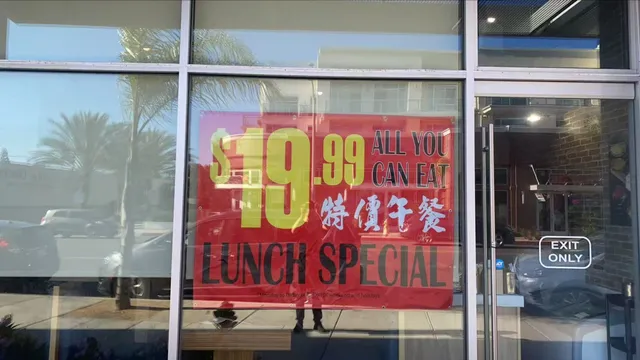 $19.99 ALL YOU
CAN EAT
特價午餐
LUNCH SPECIAL
EXIT
ONLY